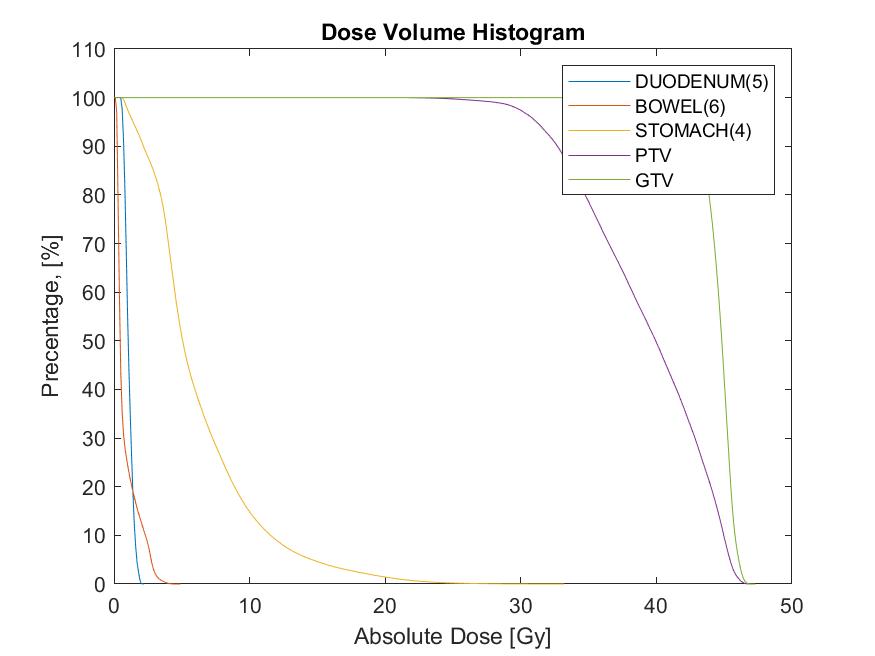 Dose Volume Histogram
110
100
90
80
70
60
50
40
30
20
10
0
Precentage, [%]
DUODENUM(5)
BOWEL(6)
STOMACH(4)
PTV
GTV
0 10 20 30 40 50
Absolute Dose [Gy]